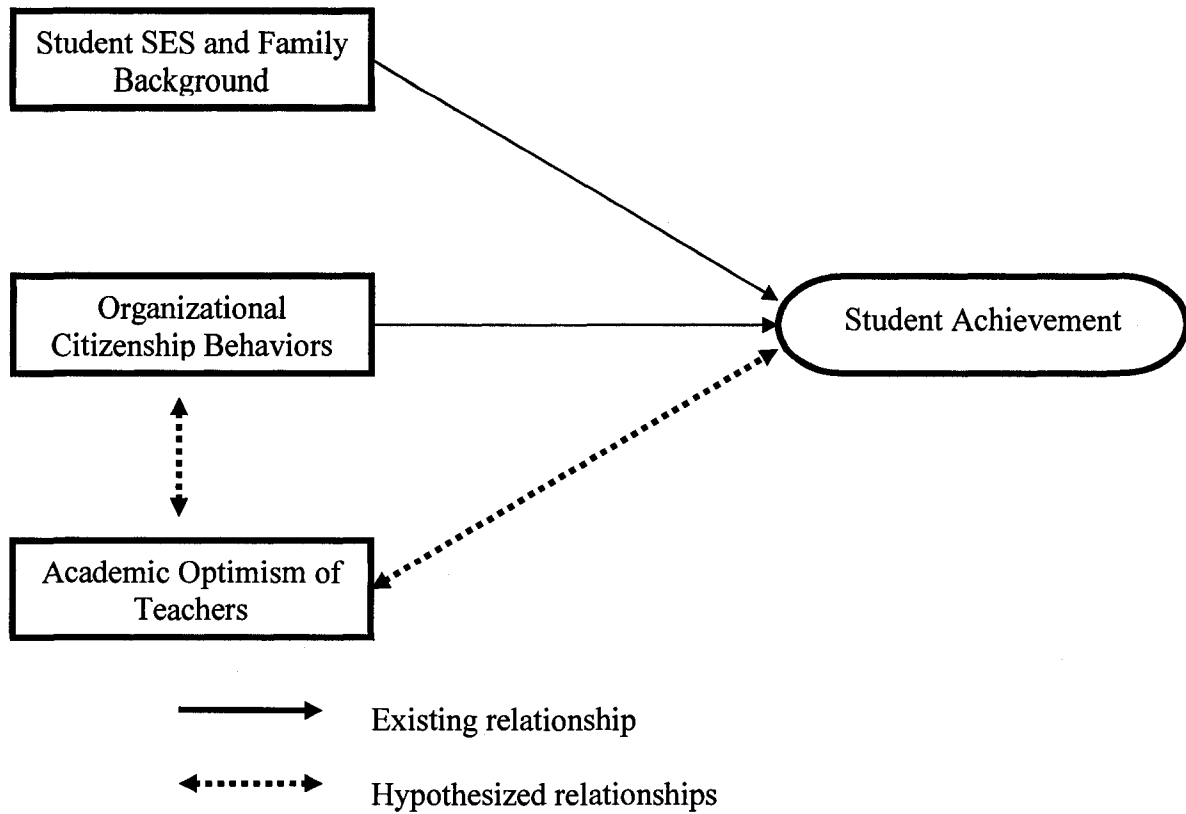 Student SES and Family
Background
Organizational
Citizenship Behaviors
Student Achievement
Academic Optimism of
Teachers
Existing relationship
Hypothesized relationships